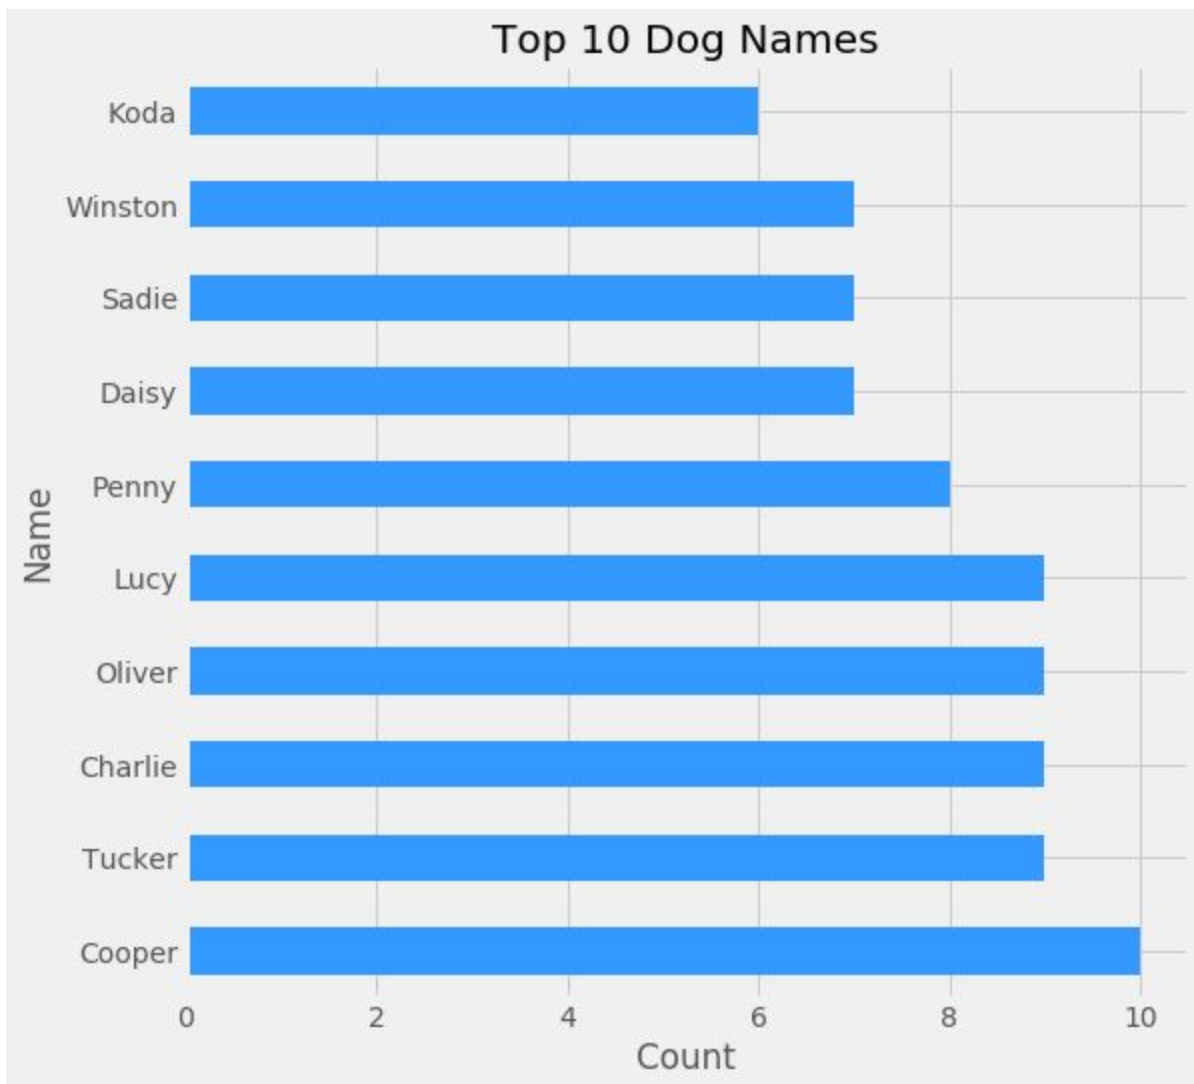 Top 10 Dog Names
Koda
Winston
Sadie
Daisy
Penny
Lucy
Oliver
Charlie
Tucker
Cooper
Name
0 2 4 6 8 10
Count